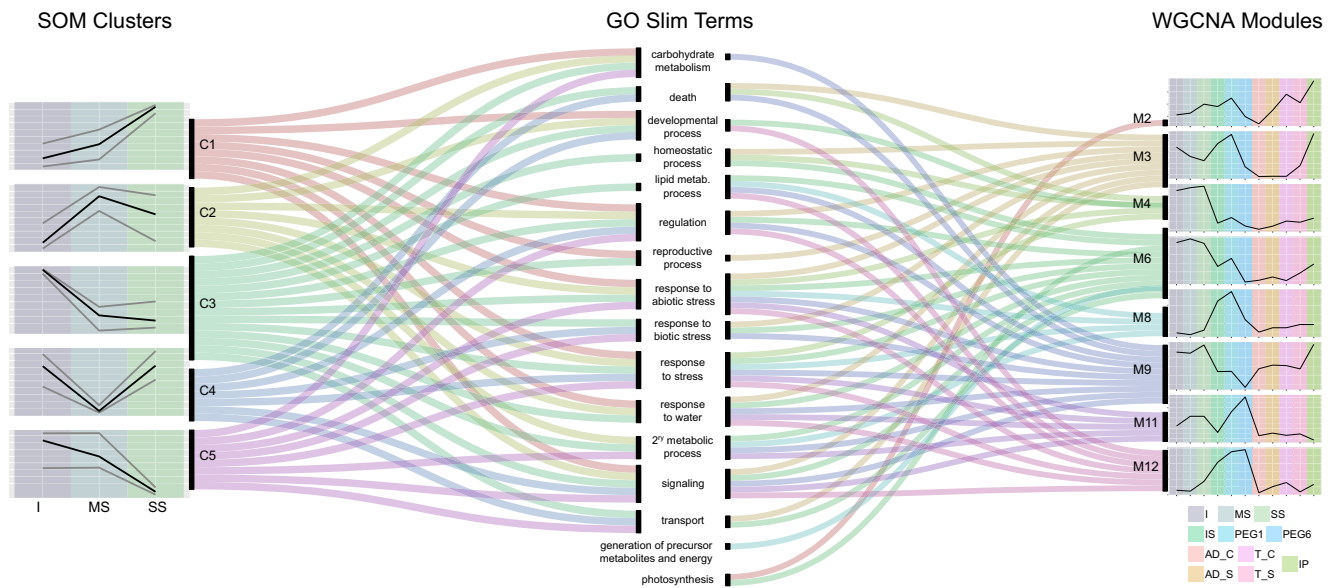 SOM Clusters
GO Slim Terms
WGCNA Modules
C1
C2
C3
C4
C5
I
MS
SS
carbohydrate
metabolism
death
developmental
process
homeostatic
process
lipid metab.
process
regulation
reproductive
process
response to
abiotic stress
response to
biotic stress
response
to stress
response
to water
2ry metabolic
process
signaling
transport
generation of precursor
metabolites and energy
photosynthesis
M2
M3
M4
M6
M8
M9
M11
M12
I MS SS
IS PEG1 PEG6
AD_C T_C IP
AD_S T_S